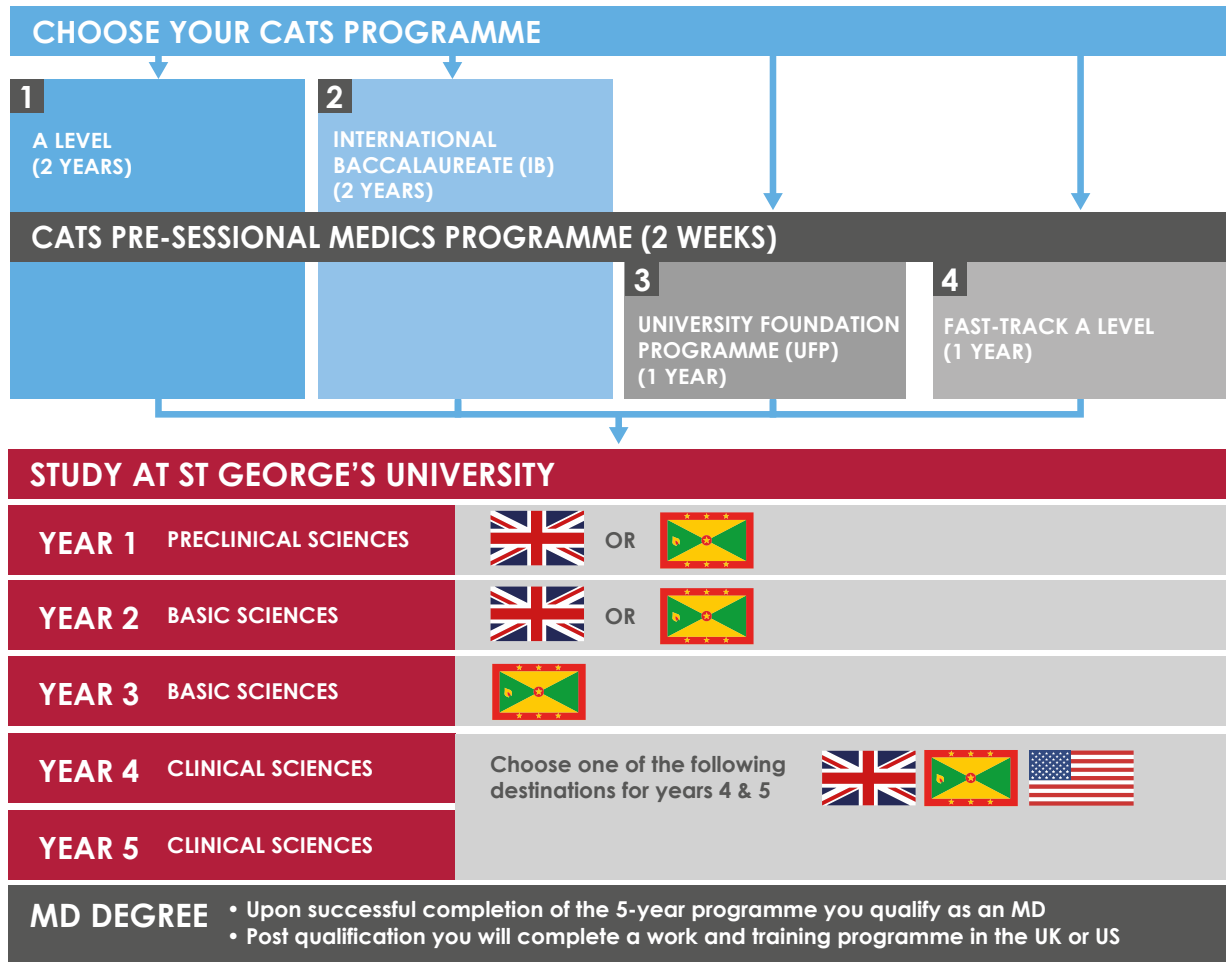 CHOOSE YOUR CATS PROGRAMME
1
A LEVEL
(2 YEARS)
2
INTERNATIONAL
BACCALAUREATE (IB)
(2 YEARS)
CATS PRE-SESSIONAL MEDICS PROGRAMME (2 WEEKS)
3
UNIVERSITY FOUNDATION
PROGRAMME (UFP)
(1 YEAR)
4
FAST-TRACK A LEVEL
(1 YEAR)
STUDY AT ST GEORGE’S UNIVERSITY
YEAR 1 PRECLINICAL SCIENCES OR
YEAR 2 BASIC SCIENCES OR
YEAR 3 BASIC SCIENCES
YEAR 4 CLINICAL SCIENCES
Choose one of the following
destinations for years 4 & 5
YEAR 5 CLINICAL SCIENCES
MD DEGREE
• Upon successful completion of the 5-year programme you qualify as an MD
• Post qualification you will complete a work and training programme in the UK or US